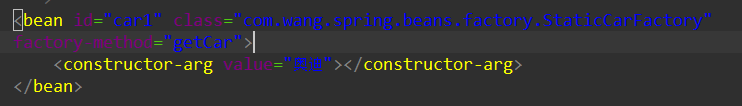 <bean id="car1" class="com.wang.spring.beans.factory.StaticCarFactory"
factory-method="getCar">
<constructor-arg value="奥迪"></constructor-arg>
</bean>